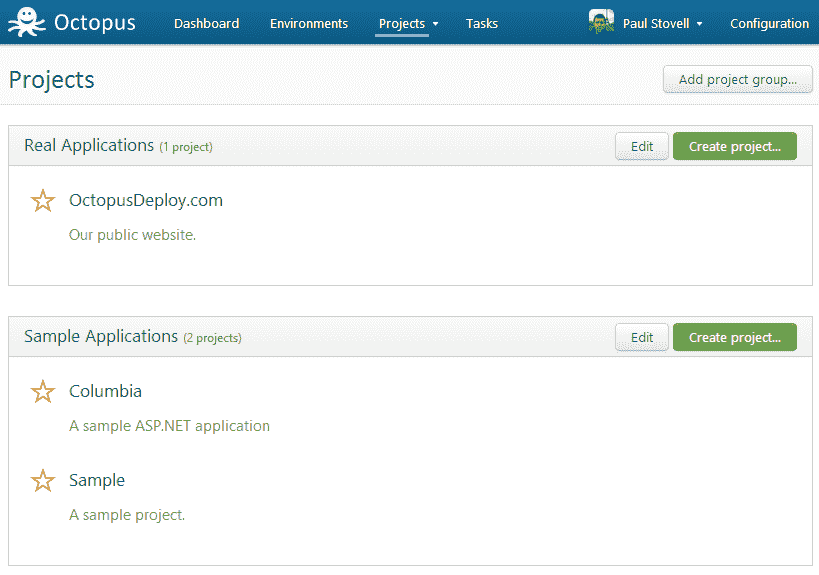 Octopus Dashboard Environments Projects Tasks Paul Stovell Configuration
Projects Add project group...
Real Applications (1 project) Edit Create project...
OctopusDeploy.com
Our public website.
Sample Applications (2 projects) Edit Create project...
Columbia
A sample ASP.NET application
Sample
A sample project.